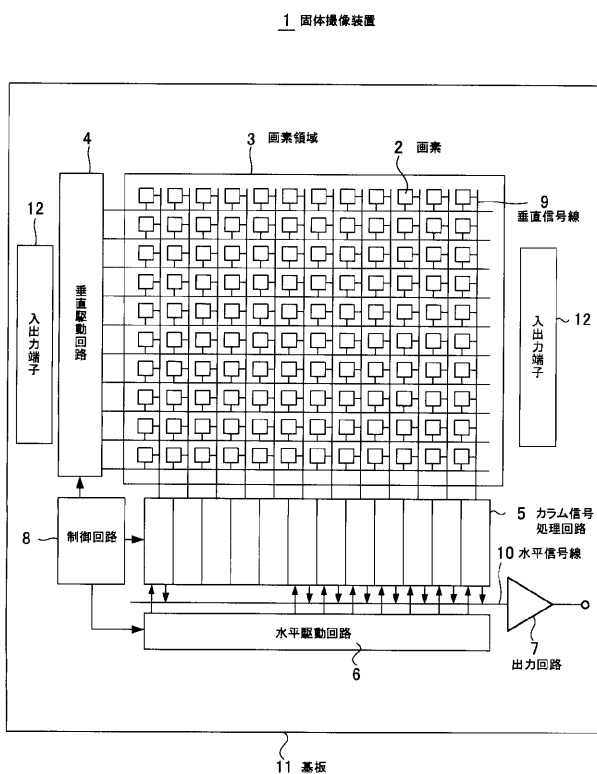 1 固体撮像装置
3 画素領域
2 画素
4
9
垂直信号線
12
入出力端子
垂直駆動回路
入出力端子
12
8
制御回路
5 カラム信号
処理回路
10 水平信号線
水平駆動回路
6
7
出力回路
11 基板